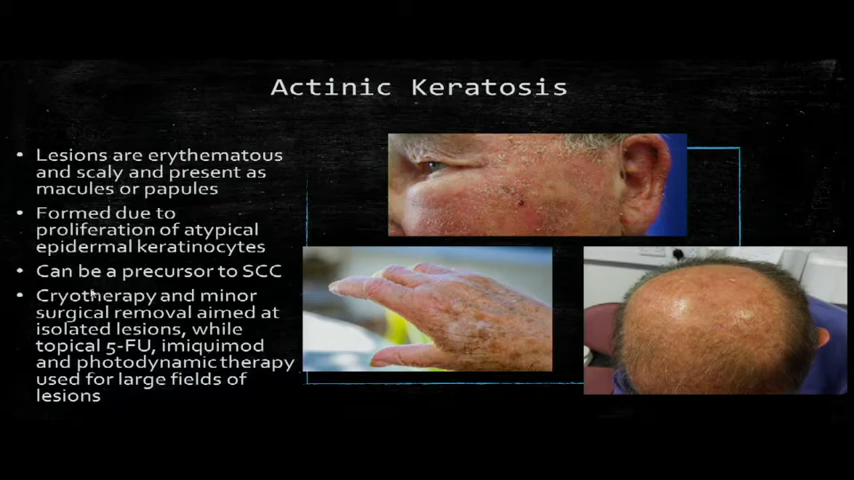 Actinic Keratosis
• Lesions are erythematous
and scaly and present as
macules or papules
• Formed due to
proliferation of atypical
epidermal keratinocytes
• Can be a precursor to SCC
• Cryotherapy and minor
surgical removal aimed at
isolated lesions, while
topical 5-FU, imiquimod
and photodynamic therapy
used for large fields of
lesions